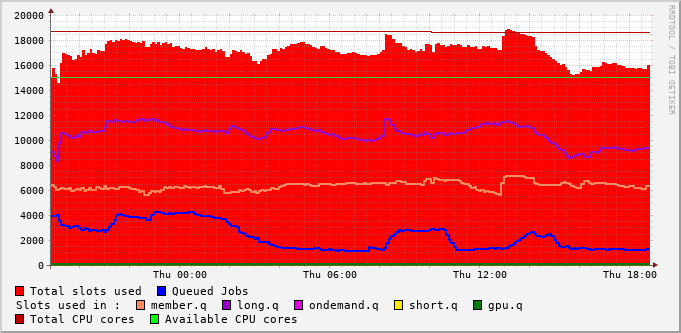 20000
18000
16000
14000
12000
10000
8000
6000
4000
2000
0
Thu 00:00 Thu 06:00 Thu 12:00 Thu 18:00
RRDTOOL / TOBI OETIKER
Total slots used Queued Jobs
Slots used in : member.q long.q ondemand.q short.q gpu.q
Total CPU cores Available CPU cores